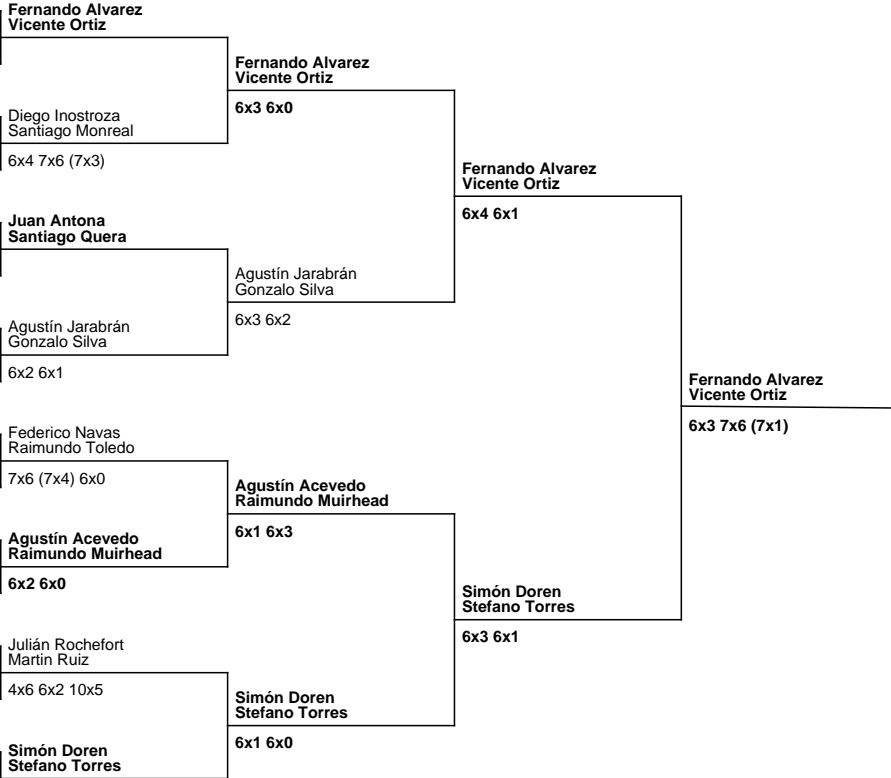 Fernando Alvarez
Vicente Ortiz
Diego Inostroza
Santiago Monreal
6x4 7x6 (7x3)
Juan Antona
Santiago Quera
Agustín Jarabrán
Gonzalo Silva
6x2 6x1
Federico Navas
Raimundo Toledo
7x6 (7x4) 6x0
Agustín Acevedo
Raimundo Muirhead
6x2 6x0
Julián Rochefort
Martin Ruiz
4x6 6x2 10x5
Simón Doren
Stefano Torres
Fernando Alvarez
Vicente Ortiz
6x3 6x0
Agustín Jarabrán
Gonzalo Silva
6x3 6x2
Agustín Acevedo
Raimundo Muirhead
6x1 6x3
Simón Doren
Stefano Torres
6x1 6x0
Fernando Alvarez
Vicente Ortiz
6x4 6x1
Simón Doren
Stefano Torres
6x3 6x1
Fernando Alvarez
Vicente Ortiz
6x3 7x6 (7x1)